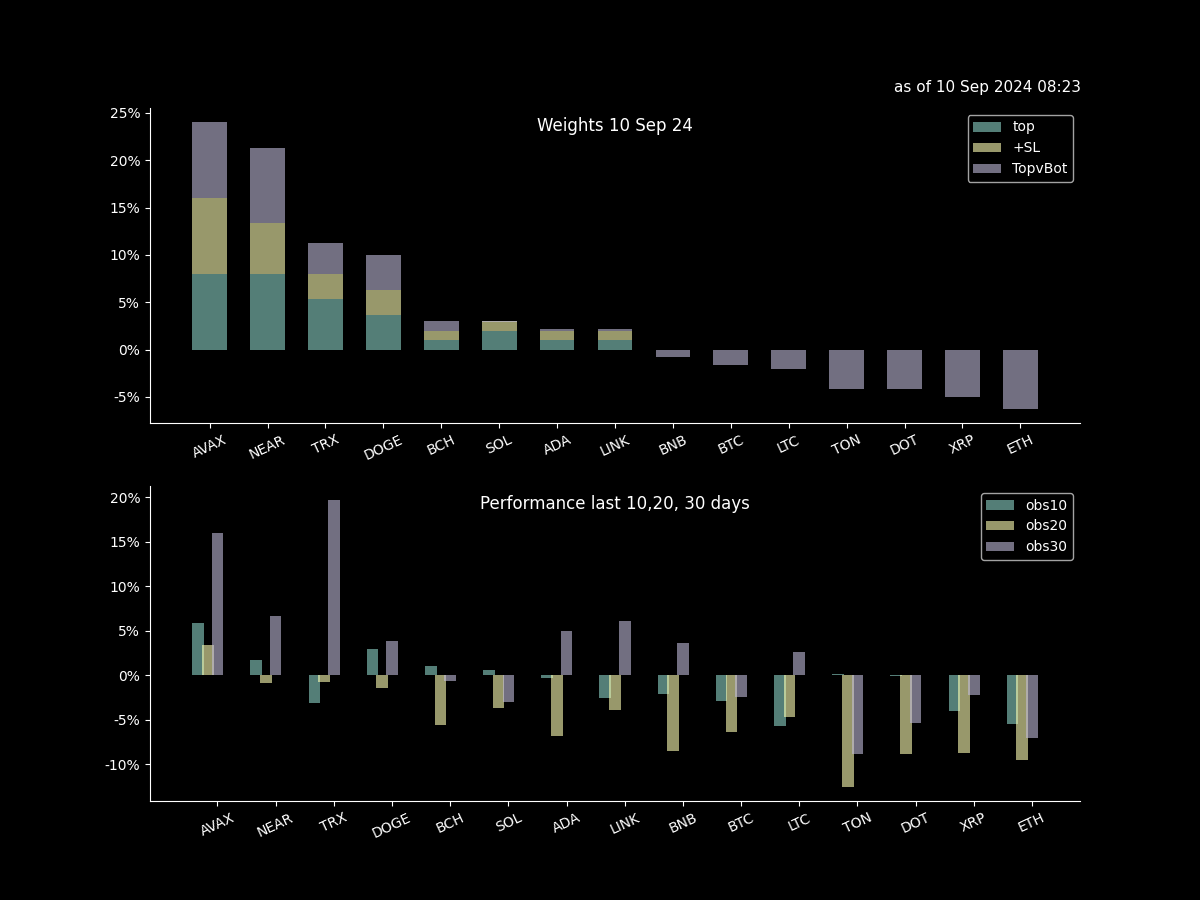 as of 10 Sep 2024 08:23
Weights 10 Sep 24
top
+SL
TopvBot
25%
20%
15%
10%
5%
0%
-5%
AVAX NEAR TRX DOGE BCH SOL ADA LINK BNB BTC LTC TON DOT XRP ETH
Performance last 10,20, 30 days
obs10
obs20
obs30
20%
15%
10%
5%
0%
-5%
-10%
AVAX NEAR TRX DOGE BCH SOL ADA LINK BNB BTC LTC TON DOT XRP ETH